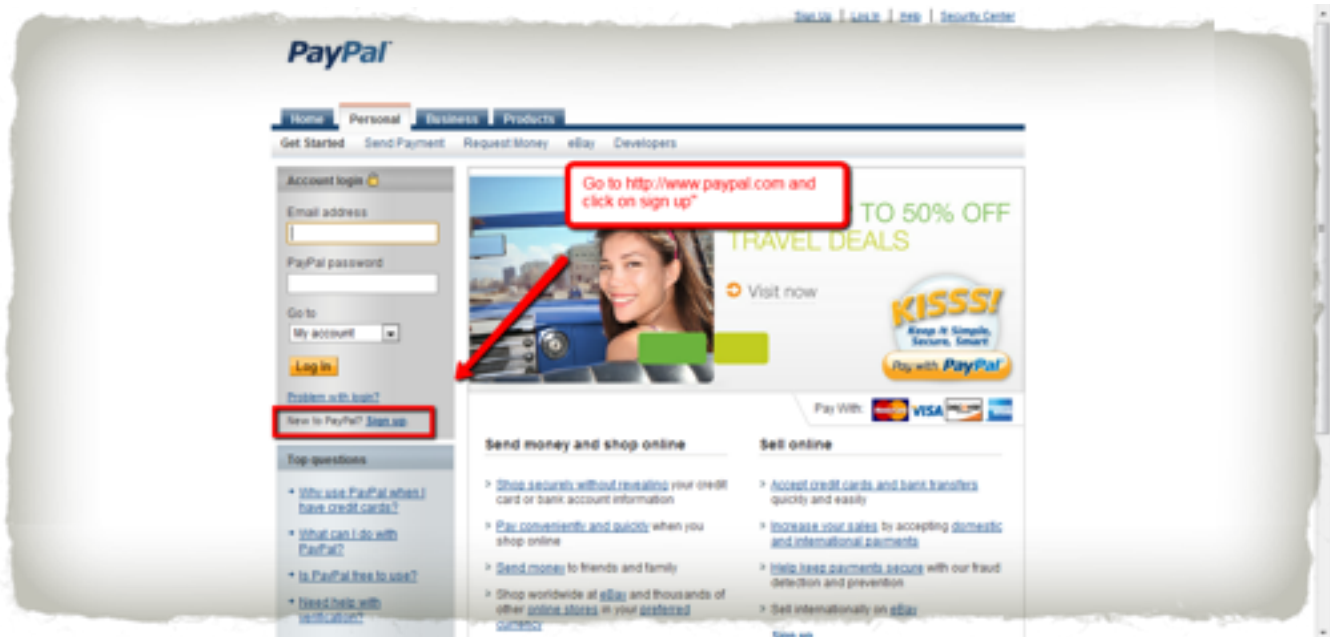 Sign Up | Log In | Help | Security Center
PayPal
Home Personal Business Products
Get Started Send Payment Request Money eBay Developers
Account login
Email address
PayPal password
Go to
My account
Log In
Problem with login?
New to PayPal? Sign up
Go to http://www.paypal.com and
click on sign up"
TO 50% OFF
TRAVEL DEALS
Visit now
KISSS!
Keep It Simple,
Secure, Smart
Pay with PayPal
Pay With: MasterCard VISA
Top questions
Why use PayPal when I
have credit cards?
What can I do with
PayPal?
Is PayPal free to use?
Need help with
verification?
Send money and shop online
Shop securely without revealing your credit
card or bank account information
Pay conveniently and quickly when you
shop online
Send money to friends and family
Shop worldwide at eBay and thousands of
other online stores in your preferred
currency
Sell online
Accept credit cards and bank transfers
quickly and easily
Increase your sales by accepting domestic
and international payments
Help keep payments secure with our fraud
detection and prevention
Sell internationally on eBay
Sign up